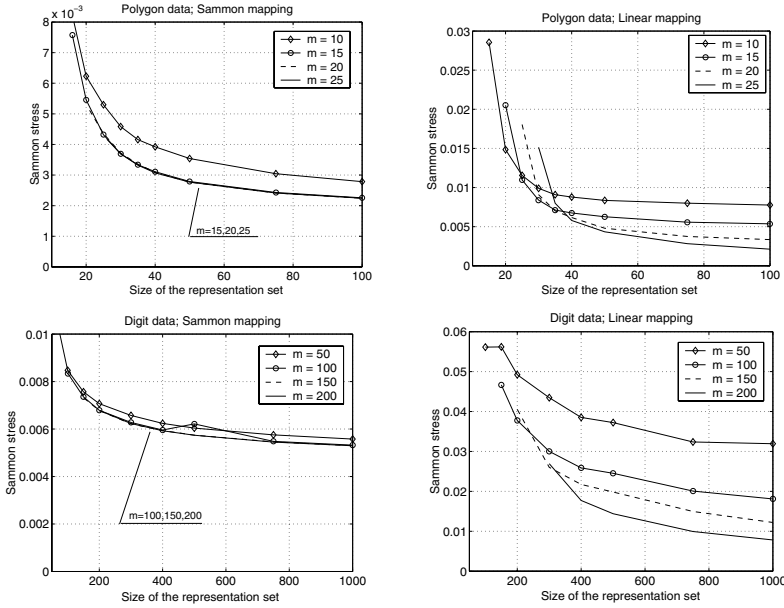 Polygon data; Sammon mapping
x 10⁻³
8
7
6
5
4
3
2
1
0
20
40
60
80
100
Sammon stress
Size of the representation set
m = 10
m = 15
m = 20
m = 25
m=15,20,25
Polygon data; Linear mapping
0.03
0.025
0.02
0.015
0.01
0.005
0
20
40
60
80
100
Sammon stress
Size of the representation set
m = 10
m = 15
m = 20
m = 25
Digit data; Sammon mapping
0.01
0.008
0.006
0.004
0.002
0
200
400
600
800
1000
Sammon stress
Size of the representation set
m = 50
m = 100
m = 150
m = 200
m=100,150,200
Digit data; Linear mapping
0.06
0.05
0.04
0.03
0.02
0.01
0
200
400
600
800
1000
Sammon stress
Size of the representation set
m = 50
m = 100
m = 150
m = 200